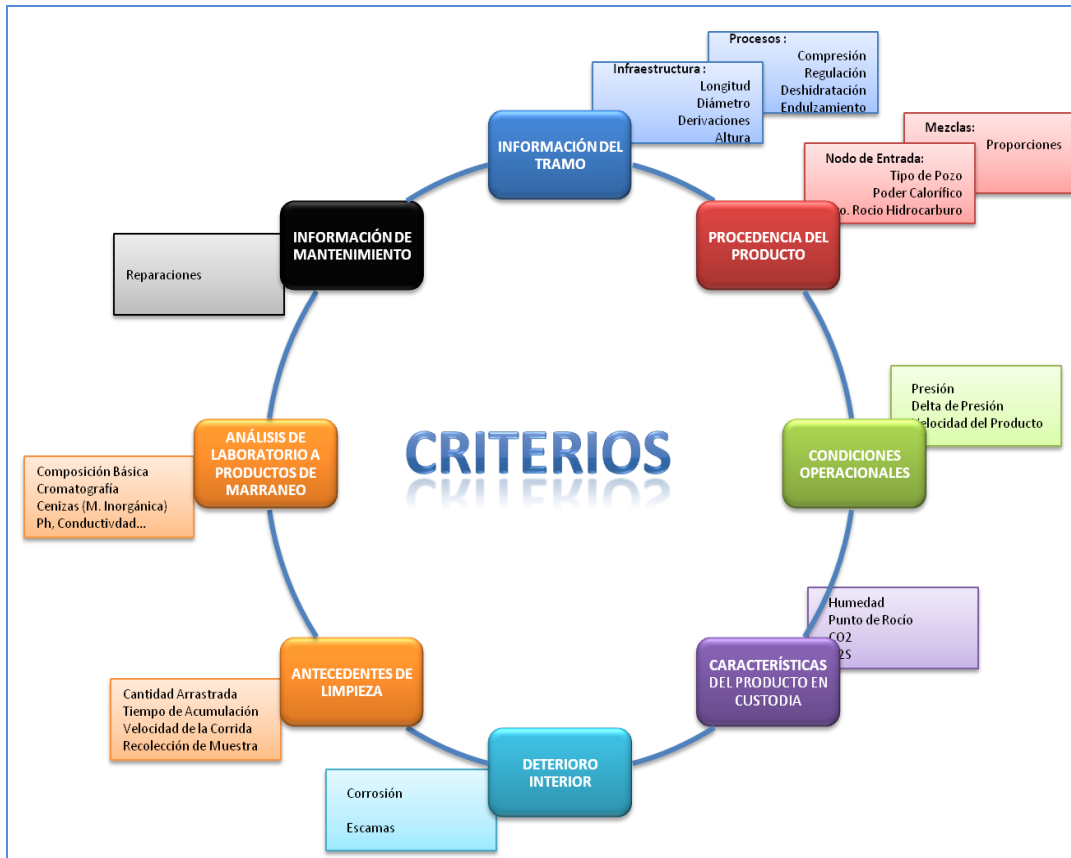 Procesos :
Compresión
Regulación
Deshidratación
Endulzamiento
Infraestructura :
Longitud
Diámetro
Derivaciones
Altura
INFORMACIÓN DEL
TRAMO
Mezclas:
Proporciones
Nodo de Entrada:
Tipo de Pozo
Poder Calorífico
Rocio Hidrocarburo
PROCEDENCIA DEL
PRODUCTO
Presión
Delta de Presión
Velocidad del Producto
CONDICIONES
OPERACIONALES
Humedad
Punto de Rocío
CO2
CARACTERÍSTICAS
DEL PRODUCTO EN
CUSTODIA
DETERIORO
INTERIOR
Corrosión
Escamas
ANTECEDENTES DE
LIMPIEZA
Cantidad Arrastrada
Tiempo de Acumulación
Velocidad de la Corrida
Recolección de Muestra
ANÁLISIS DE
LABORATORIO A
PRODUCTOS DE
MARRANEO
Composición Básica
Cromatografía
Cenizas (M. Inorgánica)
Ph, Conductivdad...
INFORMACIÓN DE
MANTENIMIENTO
Reparaciones
CRITERIOS